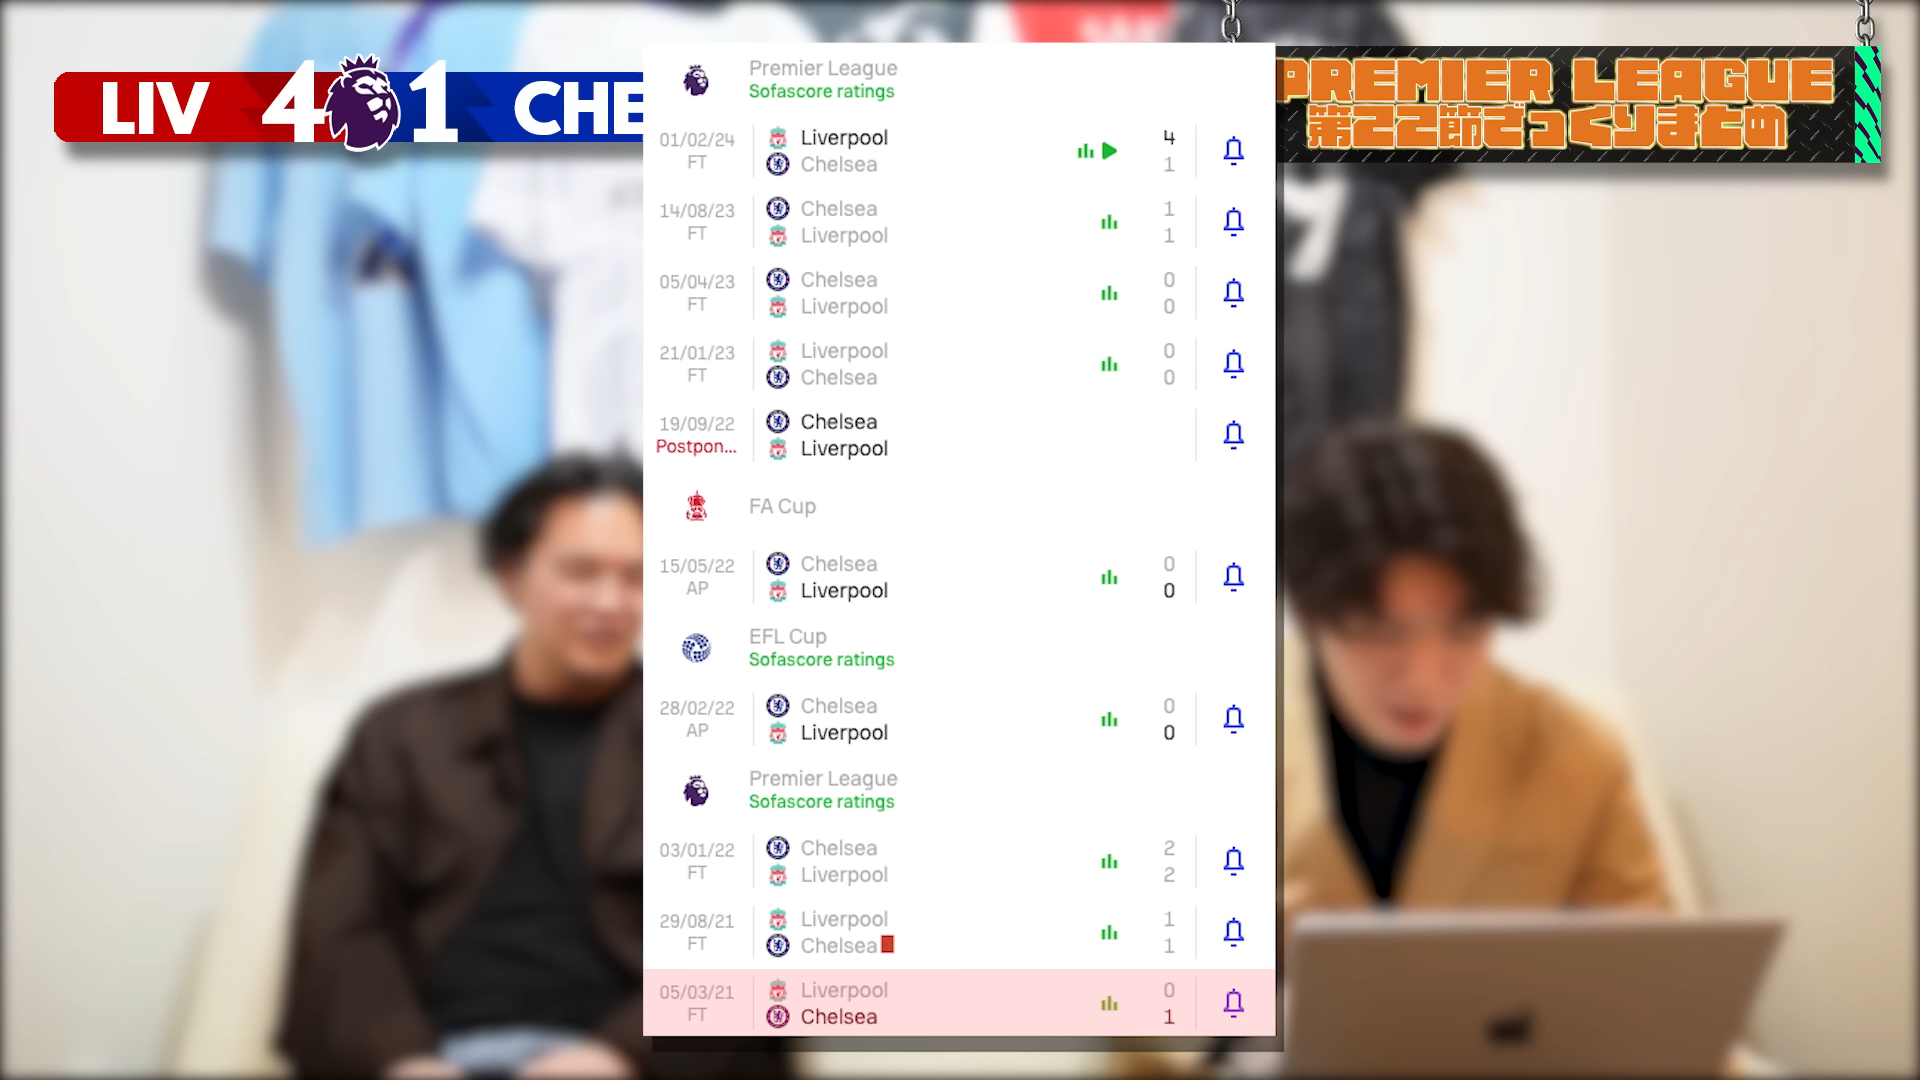 LIV 4 1 CHE
PREMIER LEAGUE
第22節ざっくりまとめ
Premier League
Sofascore ratings
01/02/24
FT
Liverpool 4
Chelsea 1
14/08/23
FT
Chelsea 1
Liverpool 1
05/04/23
FT
Chelsea 0
Liverpool 0
21/01/23
FT
Liverpool 0
Chelsea 0
19/09/22
Postpon...
Chelsea
Liverpool
FA Cup
15/05/22
AP
Chelsea 0
Liverpool 0
EFL Cup
Sofascore ratings
28/02/22
AP
Chelsea 0
Liverpool 0
Premier League
Sofascore ratings
03/01/22
FT
Chelsea 2
Liverpool 2
29/08/21
FT
Liverpool 1
Chelsea 1
05/03/21
FT
Liverpool 0
Chelsea 1